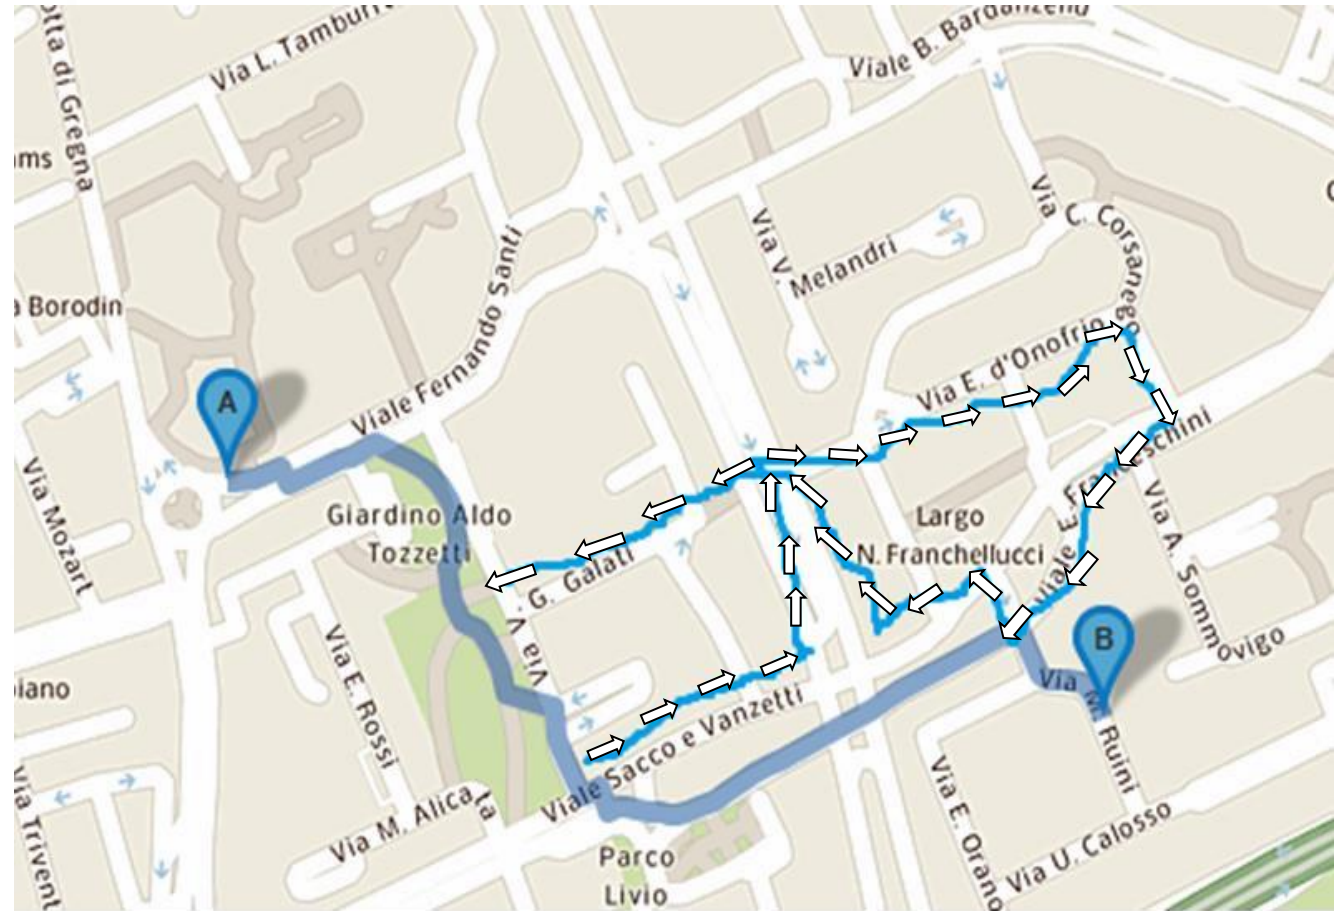 otta di Gregna
Via L. Tamburr
Viale B. Bardanzellu
ams
Via C. Corsanego
Via V.
Melandri
a Borodin
Viale Fernando Santi
Via E. d'Onofrio
A
Via Mozart
Giardino Aldo
Tozzetti
Largo
N. Franchellucci
Viale E. Franceschini
Via A. Sommovigo
Via V.
G. Galati
B
Via E. Rossi
iano
Via M. Ruini
Viale Sacco e Vanzetti
Via M. Alicata
Via Trivent
Via E. Orano
Via U. Calosso
Parco
Livio